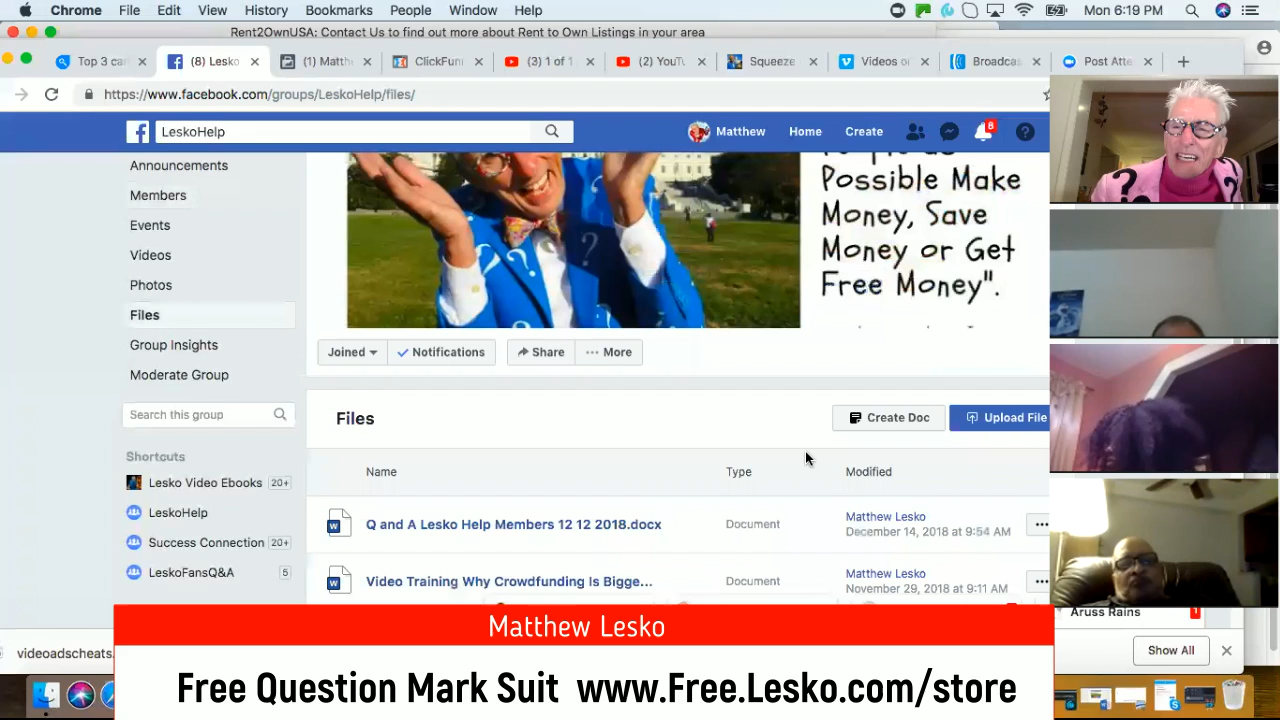 Chrome File Edit View History Bookmarks People Window Help Mon 6:19 PM
Rent2OwnUSA: Contact Us to find out more about Rent to Own Listings in your area
Top 3 ca (8) Lesko (1) Matth ClickFun (3) 1 of 1 (2) YouTu Squeeze Videos on Broadcas Post Atte
https://www.facebook.com/groups/LeskoHelp/files/
LeskoHelp Matthew Home Create 8
Announcements
Members
Events
Videos
Photos
Files
Group Insights
Moderate Group
Search this group
Shortcuts
Lesko Video Ebooks 20+
LeskoHelp
Success Connection 20+
LeskoFansQ&A 5
Possible Make
Money, Save
Money or Get
Free Money".
Joined Notifications Share More
Files Create Doc Upload File
Name Type Modified
Q and A Lesko Help Members 12 12 2018.docx Document Matthew Lesko
December 14, 2018 at 9:54 AM
Video Training Why Crowdfunding Is Bigge... Document Matthew Lesko
November 29, 2018 at 9:11 AM
Aruss Rains 1
videoadscheats. Show All
Matthew Lesko
Free Question Mark Suit www.Free.Lesko.com/store